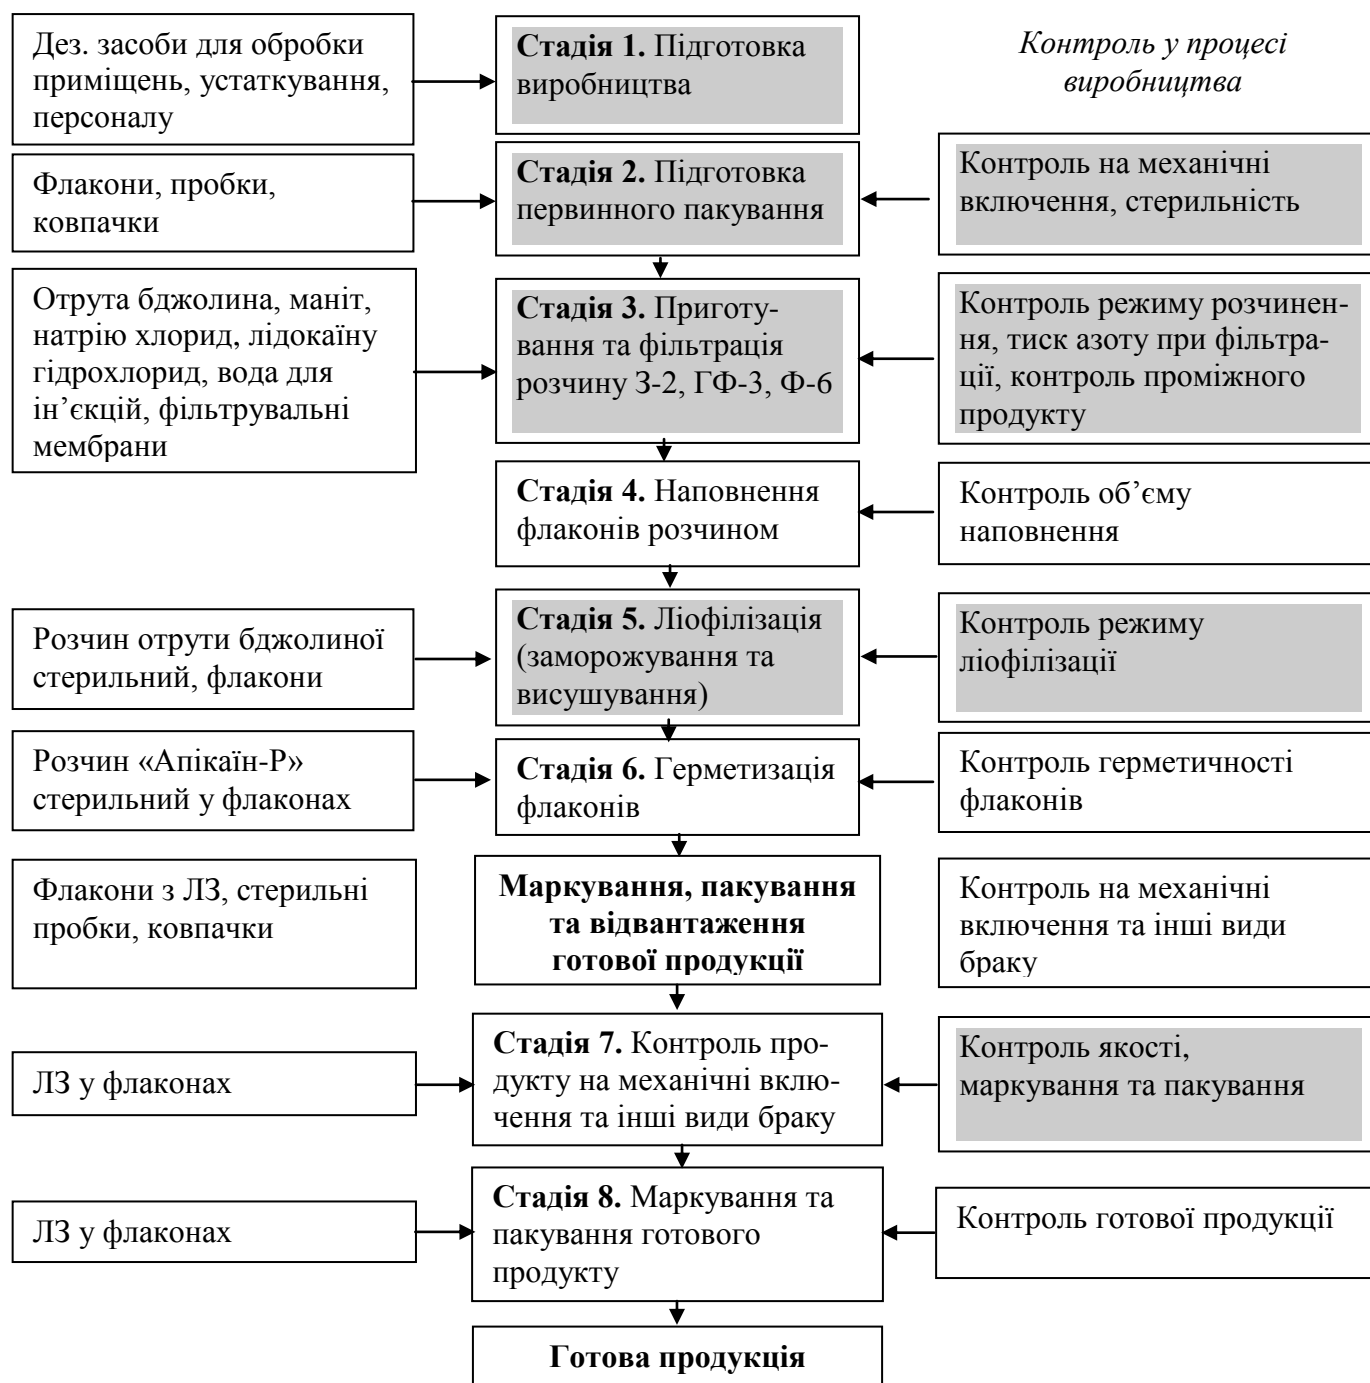 Дез. засоби для обробки
приміщень, устаткування,
персоналу
Стадія 1. Підготовка
виробництва
Контроль у процесі
виробництва
Флакони, пробки,
ковпачки
Стадія 2. Підготовка
первинного пакування
Контроль на механічні
включення, стерильність
Отрута бджолина, маніт,
натрію хлорид, лідокаїну
гідрохлорид, вода для
ін’єкцій, фільтрувальні
мембрани
Стадія 3. Приготу-
вання та фільтрація
розчину З-2, ГФ-3, Ф-6
Контроль режиму розчинен-
ня, тиск азоту при фільтра-
ції, контроль проміжного
продукту
Стадія 4. Наповнення
флаконів розчином
Контроль об’єму
наповнення
Розчин отрути бджолиної
стерильний, флакони
Стадія 5. Ліофілізація
(заморожування та
висушування)
Контроль режиму
ліофілізації
Розчин «Апікаїн-Р»
стерильний у флаконах
Стадія 6. Герметизація
флаконів
Контроль герметичності
флаконів
Флакони з ЛЗ, стерильні
пробки, ковпачки
Маркування, пакування
та відвантаження
готової продукції
Контроль на механічні
включення та інші види
браку
ЛЗ у флаконах
Стадія 7. Контроль про-
дукту на механічні вклю-
чення та інші види браку
Контроль якості,
маркування та пакування
ЛЗ у флаконах
Стадія 8. Маркування та
пакування готового
продукту
Контроль готової продукції
Готова продукція